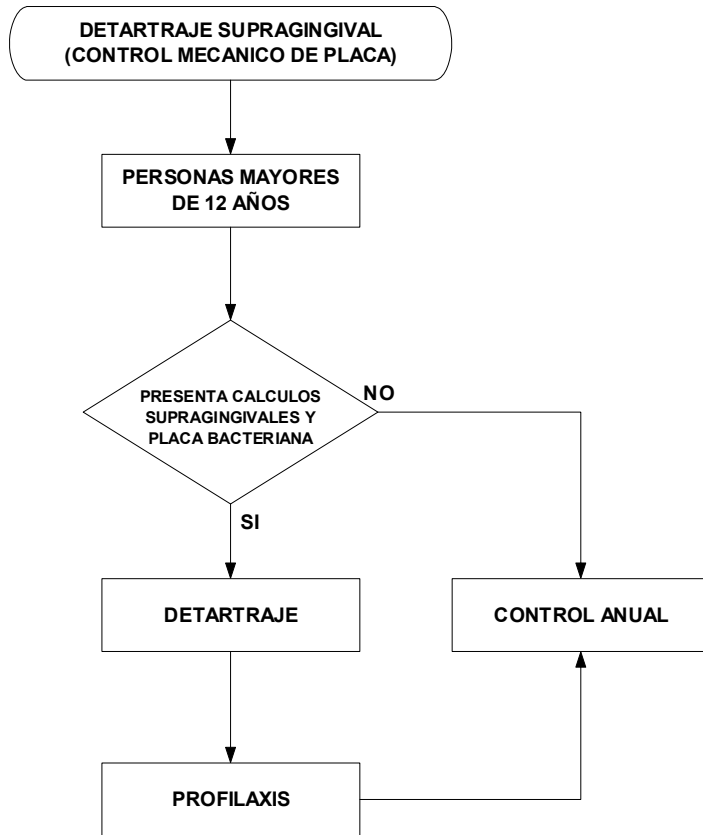 DETARTRAJE SUPRAGINGIVAL
(CONTROL MECANICO DE PLACA)
PERSONAS MAYORES
DE 12 AÑOS
PRESENTA CALCULOS
SUPRAGINGIVALES Y
PLACA BACTERIANA
NO
SI
DETARTRAJE
CONTROL ANUAL
PROFILAXIS